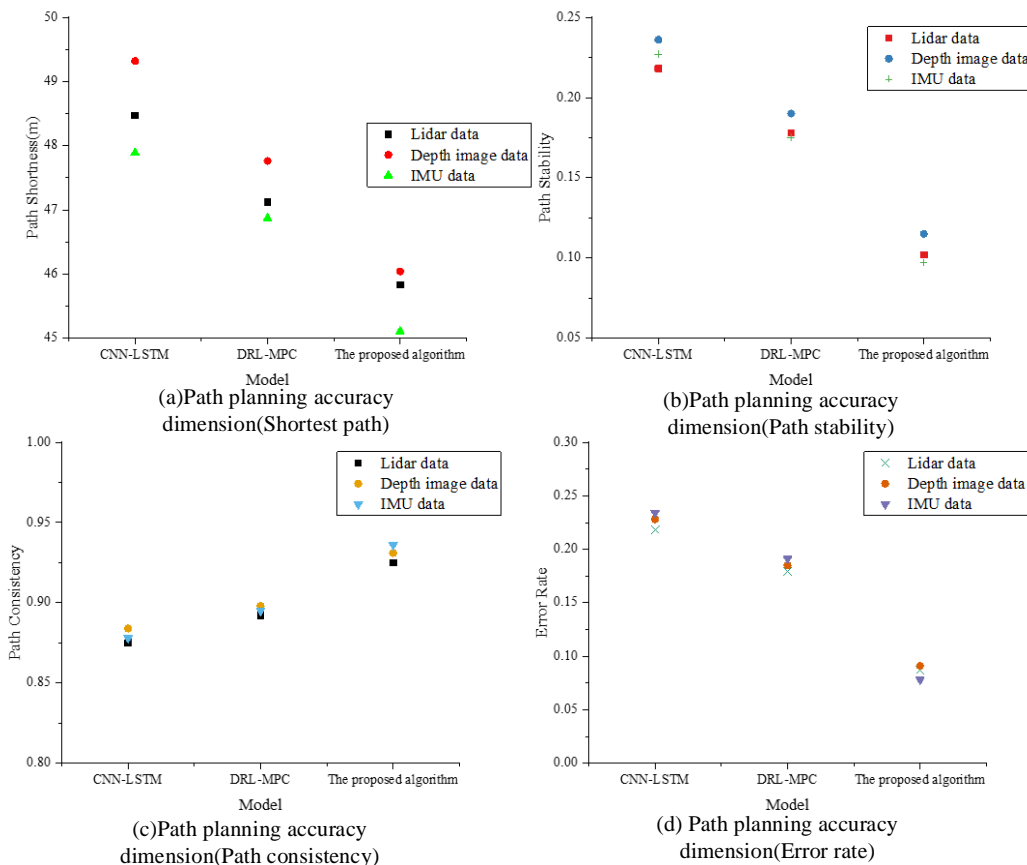 50
49
48
47
46
45
Path Shortness(m)
Lidar data
Depth image data
IMU data
CNN-LSTM
DRL-MPC
The proposed algorithm
Model
(a)Path planning accuracy
dimension(Shortest path)
0.25
0.20
0.15
0.10
0.05
Path Stability
Lidar data
Depth image data
IMU data
CNN-LSTM
DRL-MPC
The proposed algorithm
Model
(b)Path planning accuracy
dimension(Path stability)
1.00
0.95
0.90
0.85
0.80
Path Consistency
Lidar data
Depth image data
IMU data
CNN-LSTM
DRL-MPC
The proposed algorithm
Model
(c)Path planning accuracy
dimension(Path consistency)
0.30
0.25
0.20
0.15
0.10
0.05
0.00
Error Rate
Lidar data
Depth image data
IMU data
CNN-LSTM
DRL-MPC
The proposed algorithm
Model
(d) Path planning accuracy
dimension(Error rate)